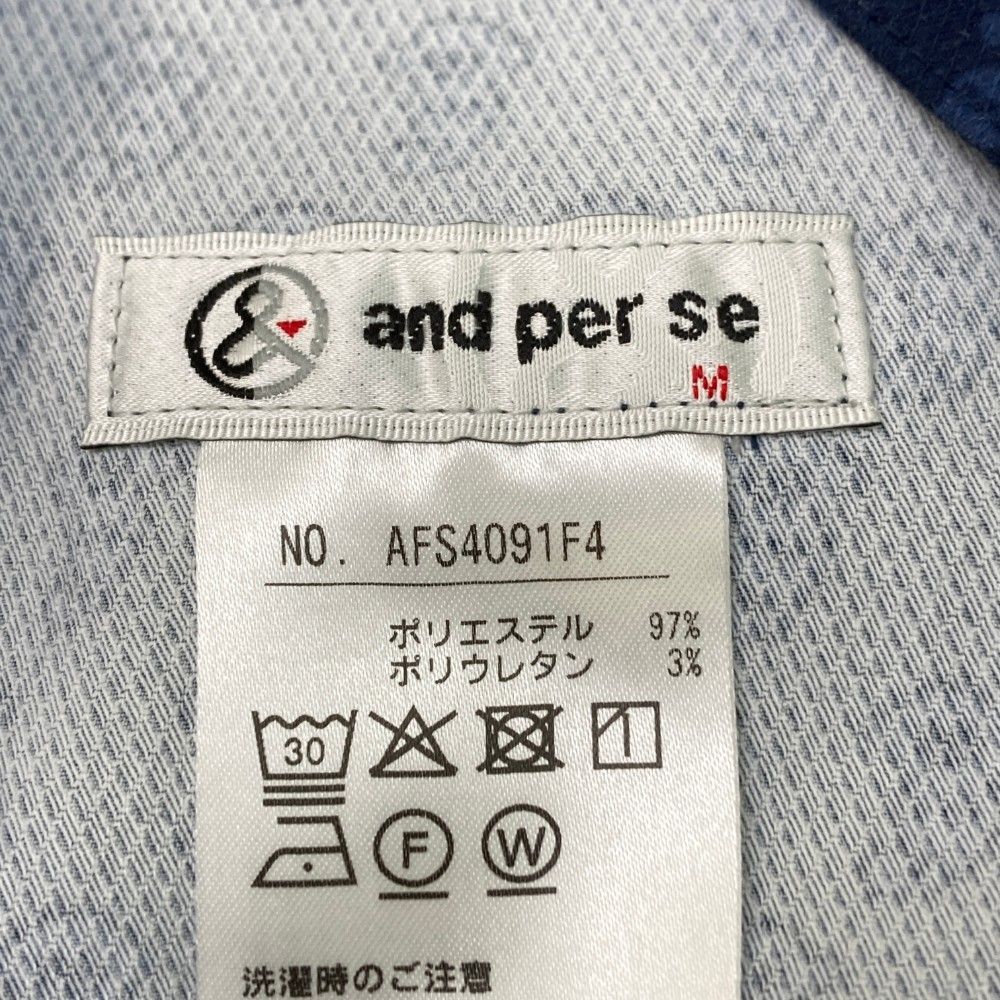 & and per se
M
NO. AFS4091F4
ポリエステル 97%
ポリウレタン 3%
30
1
F W
洗濯時のご注意